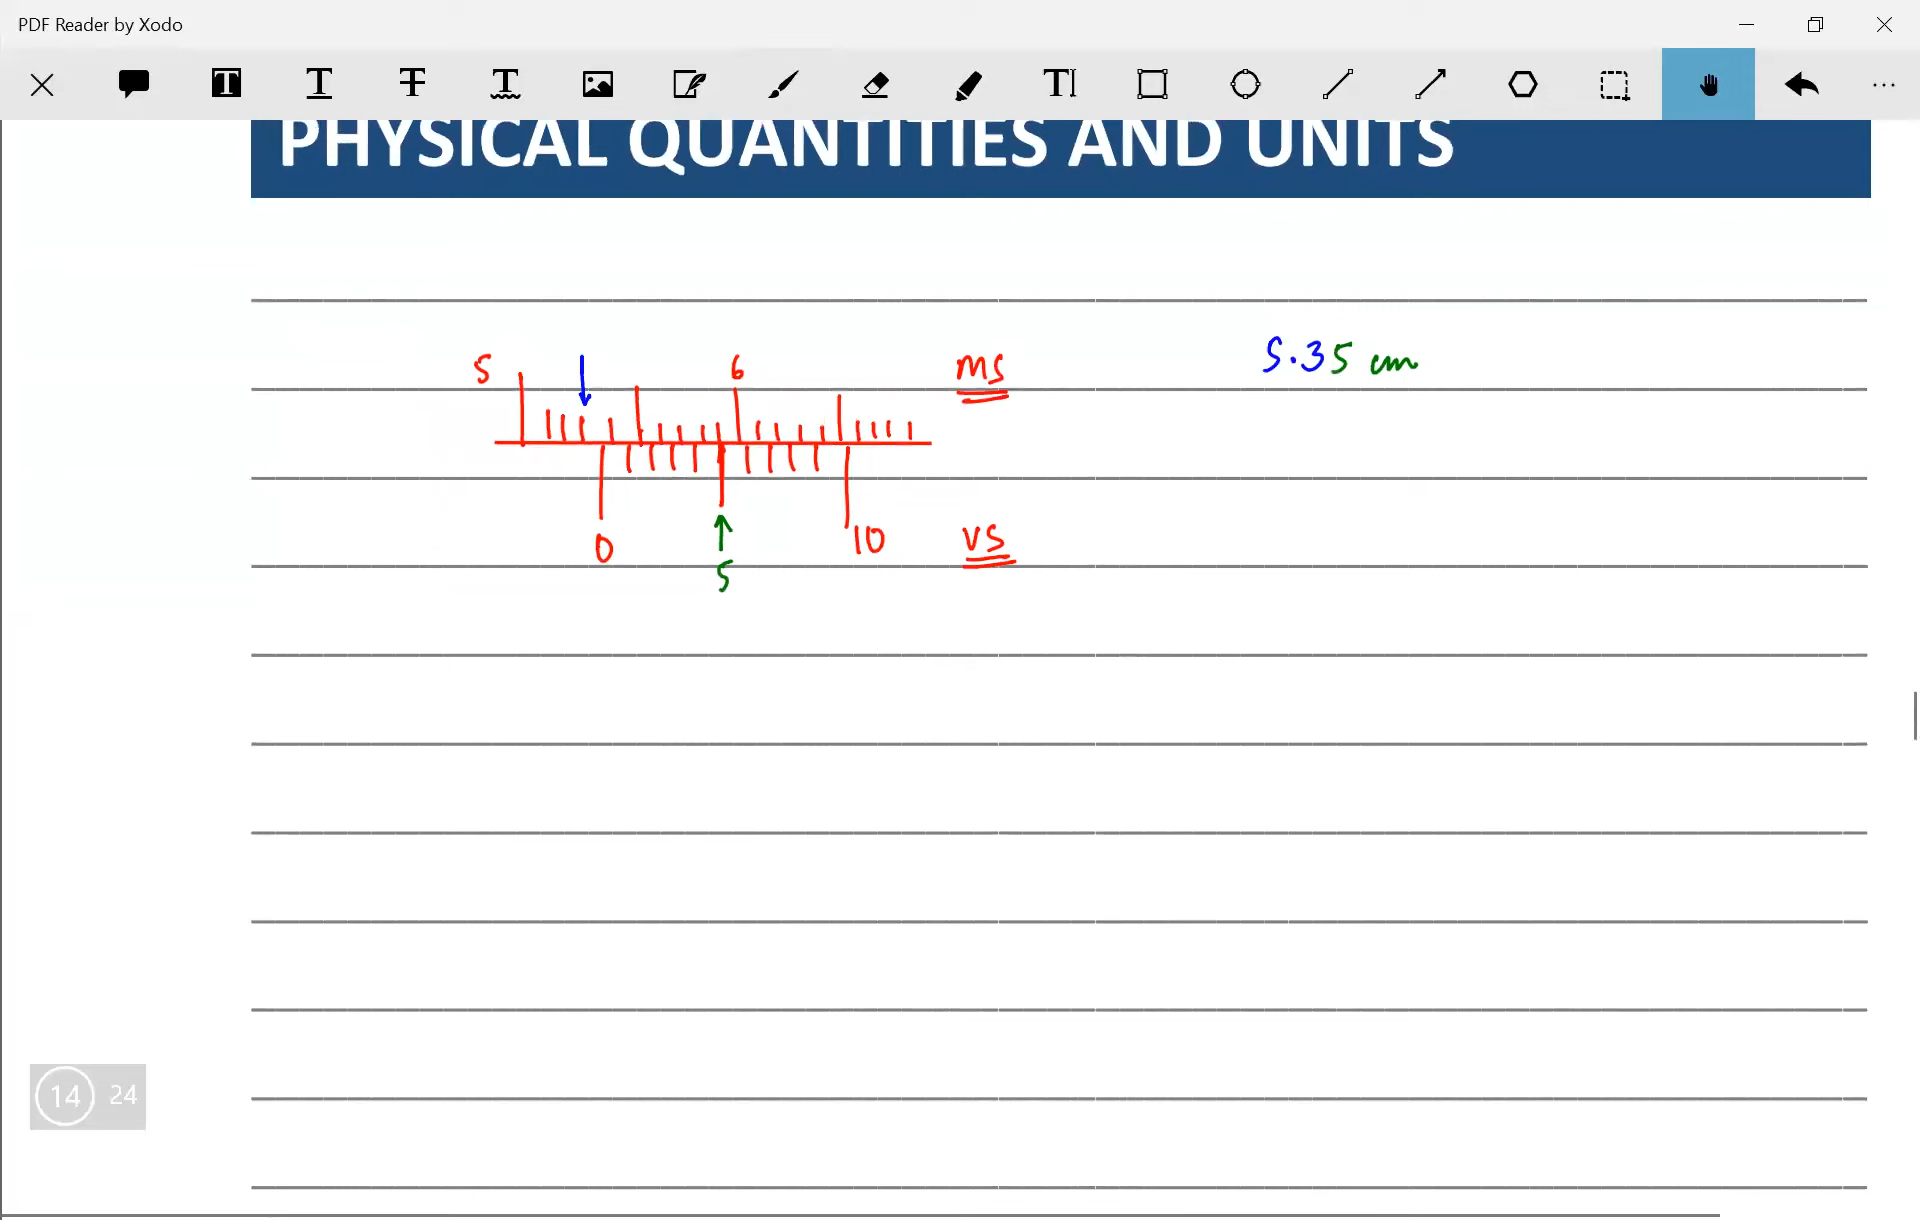 PDF Reader by Xodo
PHYSICAL QUANTITIES AND UNITS
5 6 MS 5.35 cm
0 10 VS
5
14 24